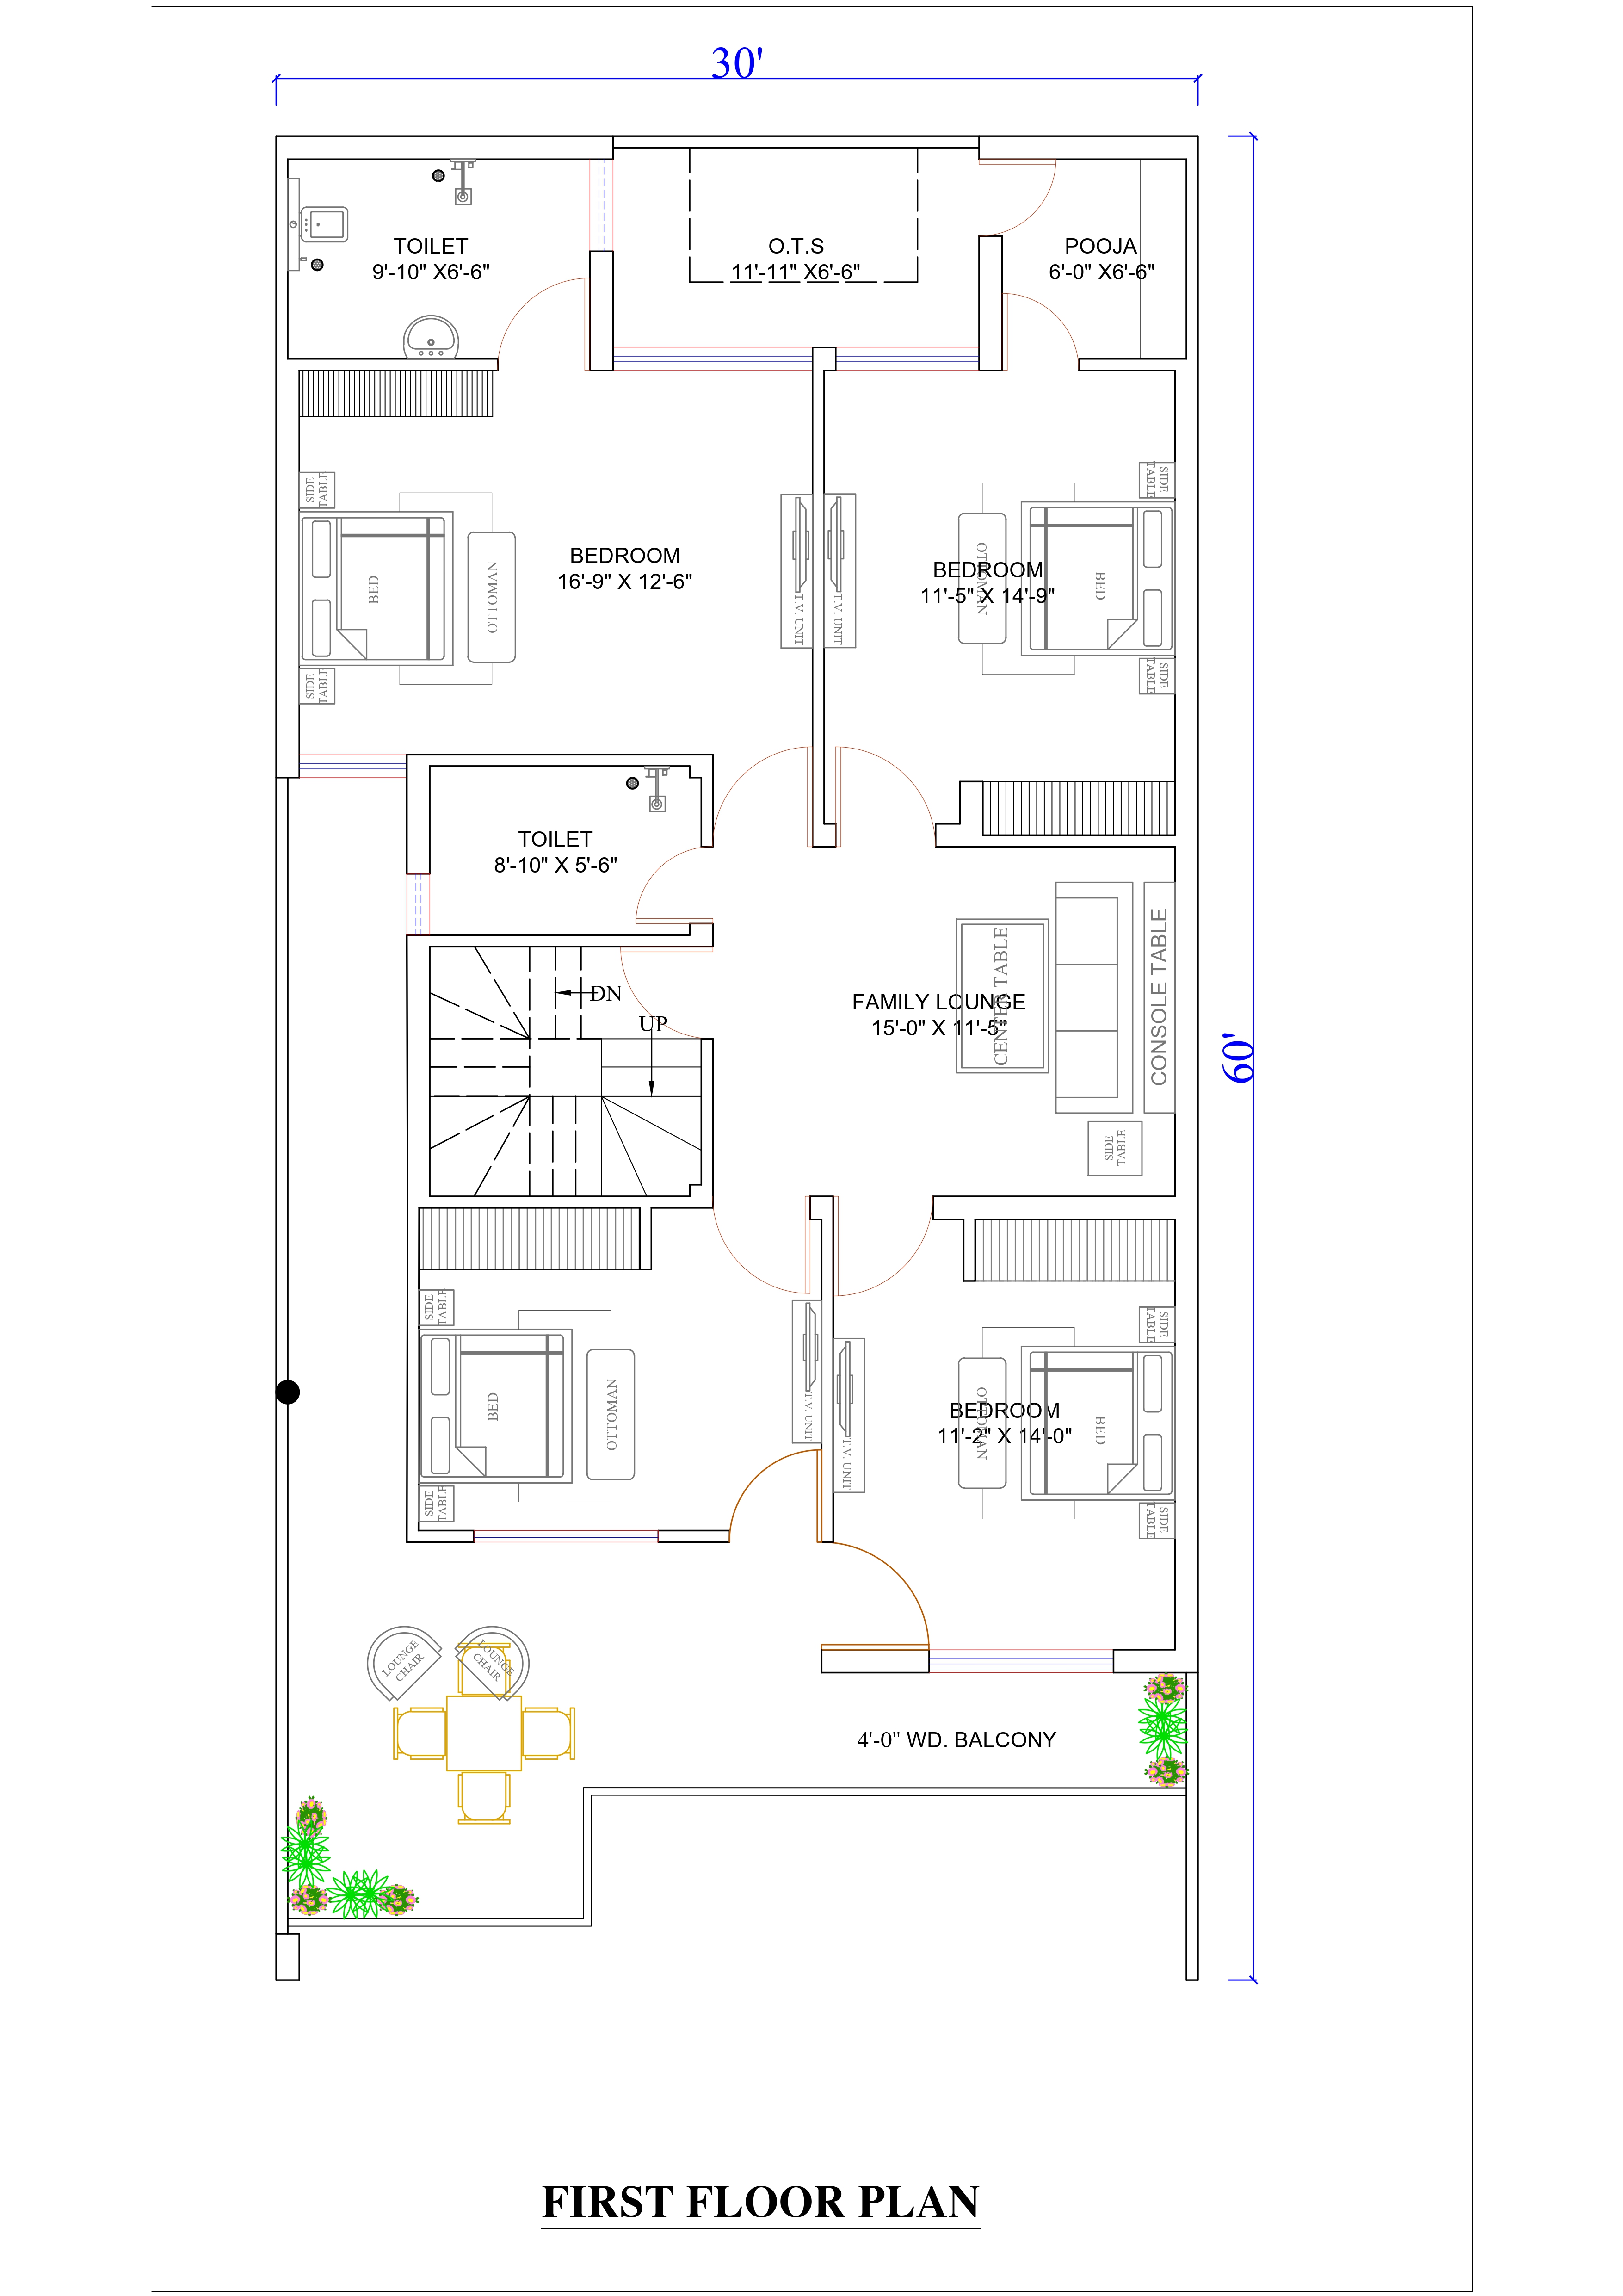 30'
TOILET
9'-10" X6'-6"
O.T.S
11'-11" X6'-6"
POOJA
6'-0" X6'-6"
SIDE
TABLE
BED
OTTOMAN
SIDE
TABLE
BEDROOM
16'-9" X 12'-6"
T.V. UNIT
T.V. UNIT
BEDROOM
11'-5" X 14'-9"
OTTOMAN
BED
SIDE
TABLE
SIDE
TABLE
TOILET
8'-10" X 5'-6"
DN
UP
FAMILY LOUNGE
15'-0" X 11'-5"
CENTER TABLE
CONSOLE TABLE
SIDE
TABLE
60'
SIDE
TABLE
BED
OTTOMAN
SIDE
TABLE
T.V. UNIT
T.V. UNIT
BEDROOM
11'-2" X 14'-0"
OTTOMAN
BED
SIDE
TABLE
SIDE
TABLE
LOUNGE
CHAIR
LOUNGE
CHAIR
4'-0" WD. BALCONY
FIRST FLOOR PLAN